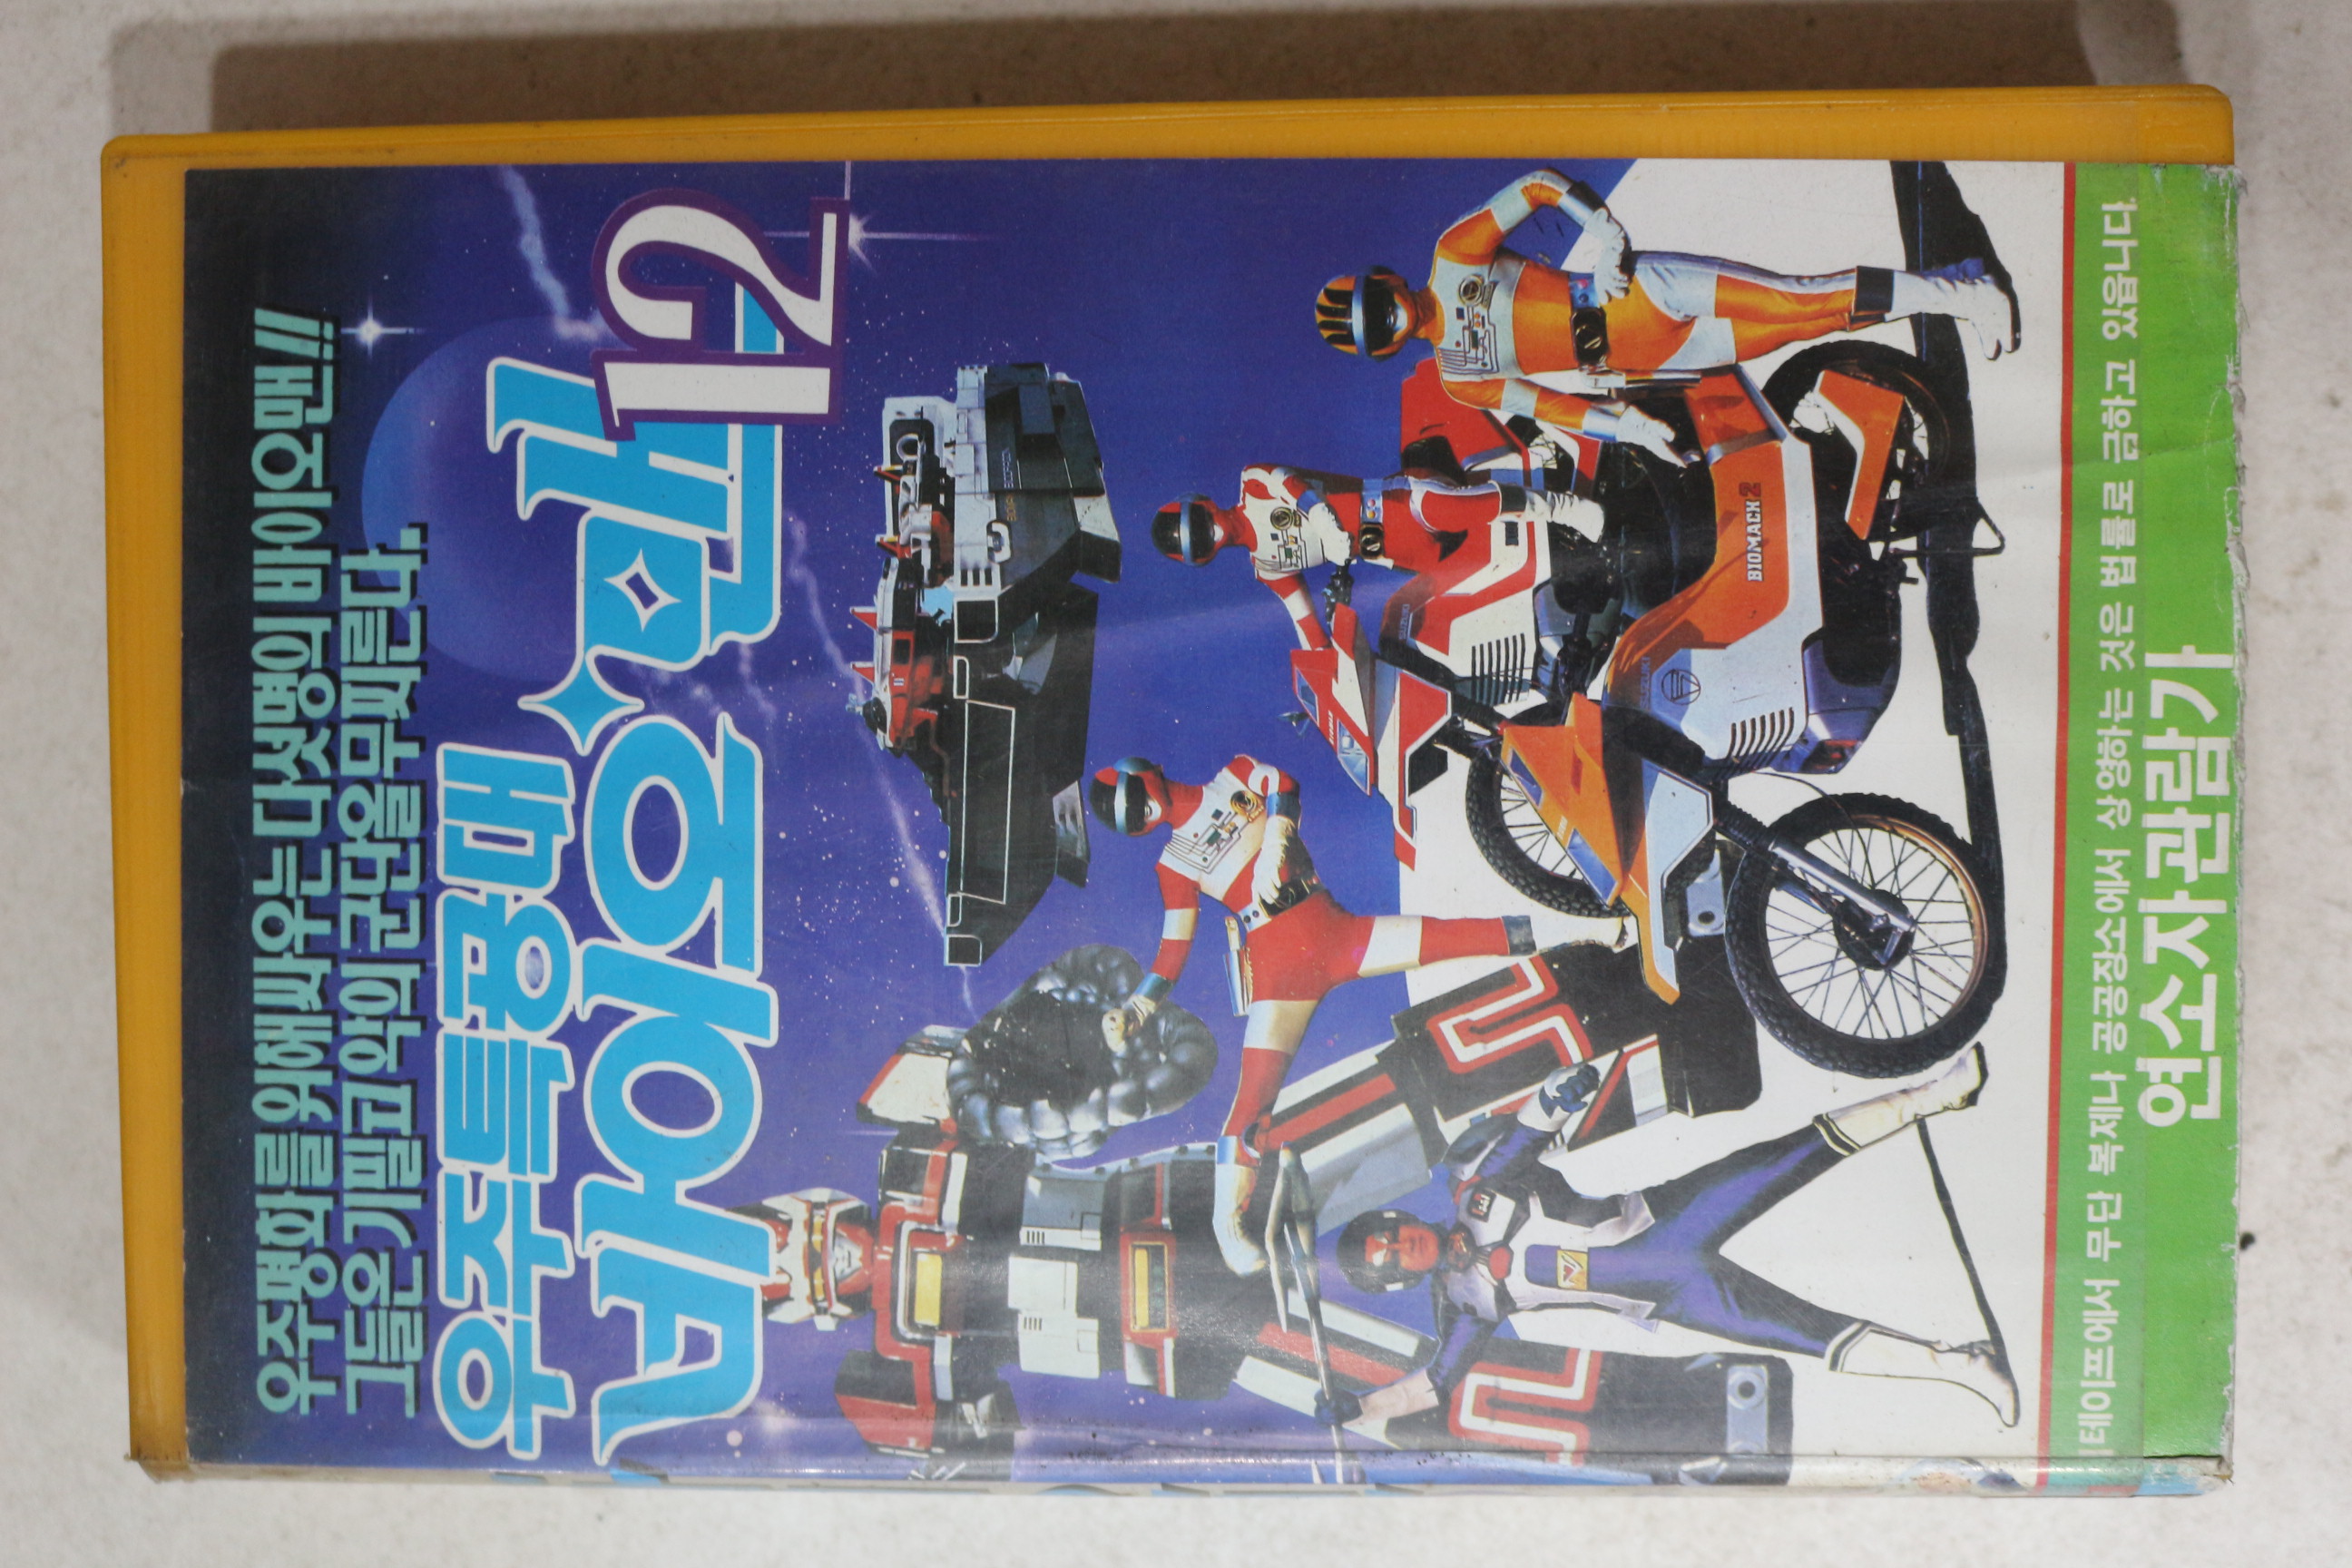 우주평화를 위해 싸우는 다섯명의 바이오맨!!
그들은 기필고 악의 군단을 무찌른다.
우주특공대
바이오맨
12
BIOMACK 2
테이프에서 무단 복제나 공공장소에서 상영하는 것은 법률로 금하고 있읍니다.
연소자관람가